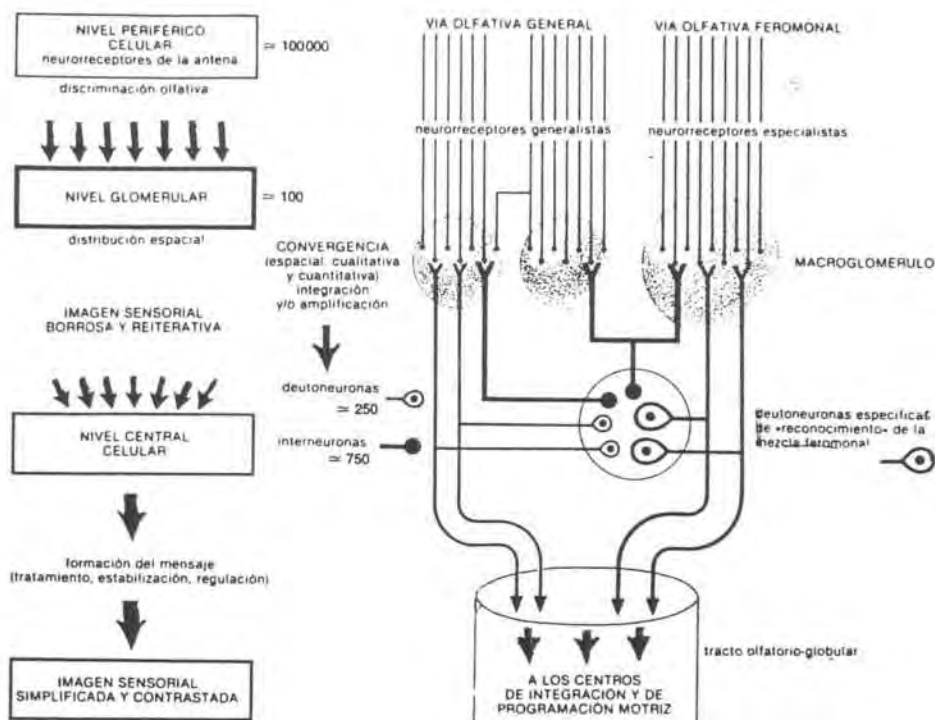 NIVEL PERIFÉRICO
CELULAR
neurorreceptores de la antena
≃ 100000
discriminación olfativa
NIVEL GLOMERULAR
≃ 100
distribución espacial
IMAGEN SENSORIAL
BORROSA Y REITERATIVA
NIVEL CENTRAL
CELULAR
formación del mensaje
(tratamiento, estabilización, regulación)
IMAGEN SENSORIAL
SIMPLIFICADA Y CONTRASTADA
CONVERGENCIA
(espacial, cualitativa
y cuantitativa)
integración
y/o amplificación
deutoneuronas
≃ 250
interneuronas
≃ 750
VIA OLFATIVA GENERAL
VIA OLFATIVA FEROMONAL
neurorreceptores generalistas
neurorreceptores especialistas
MACROGLOMERULO
deutoneuronas especificas
de «reconocimiento» de la
mezcla feromonal
tracto olfatorio-globular
A LOS CENTROS
DE INTEGRACIÓN Y DE
PROGRAMACIÓN MOTRIZ